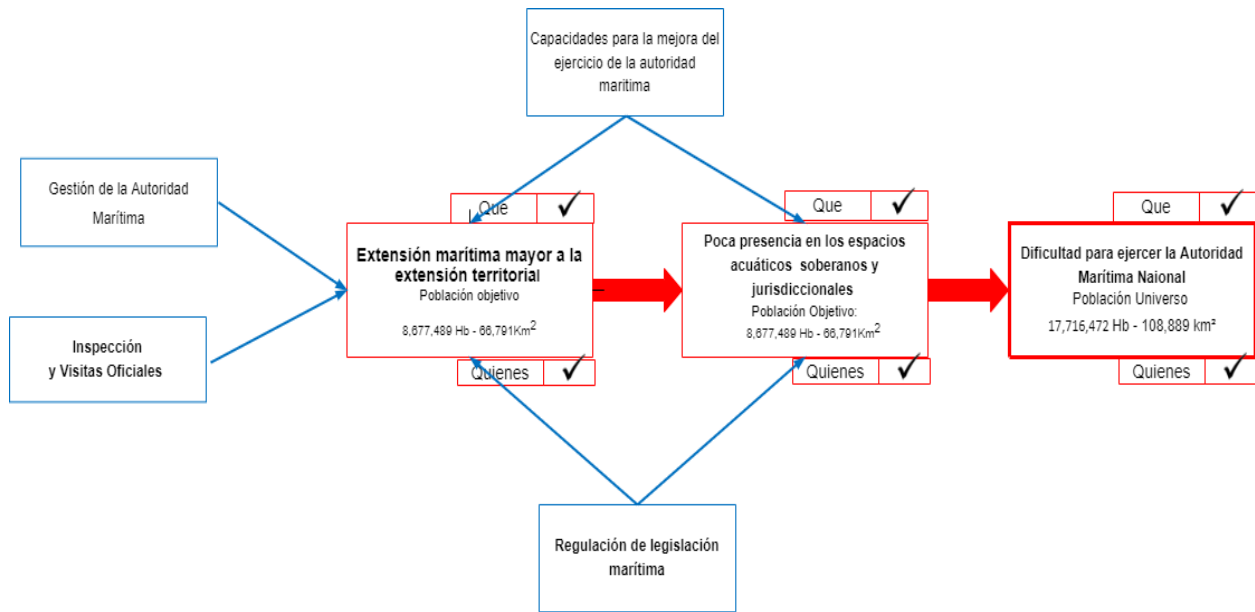 Capacidades para la mejora del
ejercicio de la autoridad
marítima
Gestión de la Autoridad
Marítima
Inspección
y Visitas Oficiales
Que ✓
Extensión marítima mayor a la
extensión territorial
Población objetivo
8,677,489 Hb - 66,791Km²
Quienes ✓
Que ✓
Poca presencia en los espacios
acuáticos soberanos y
jurisdiccionales
Población Objetivo:
8,677,489 Hb - 66,791Km²
Quienes ✓
Que ✓
Dificultad para ejercer la Autoridad
Marítima Naional
Población Universo
17,716,472 Hb - 108,889 km²
Quienes ✓
Regulación de legislación
marítima